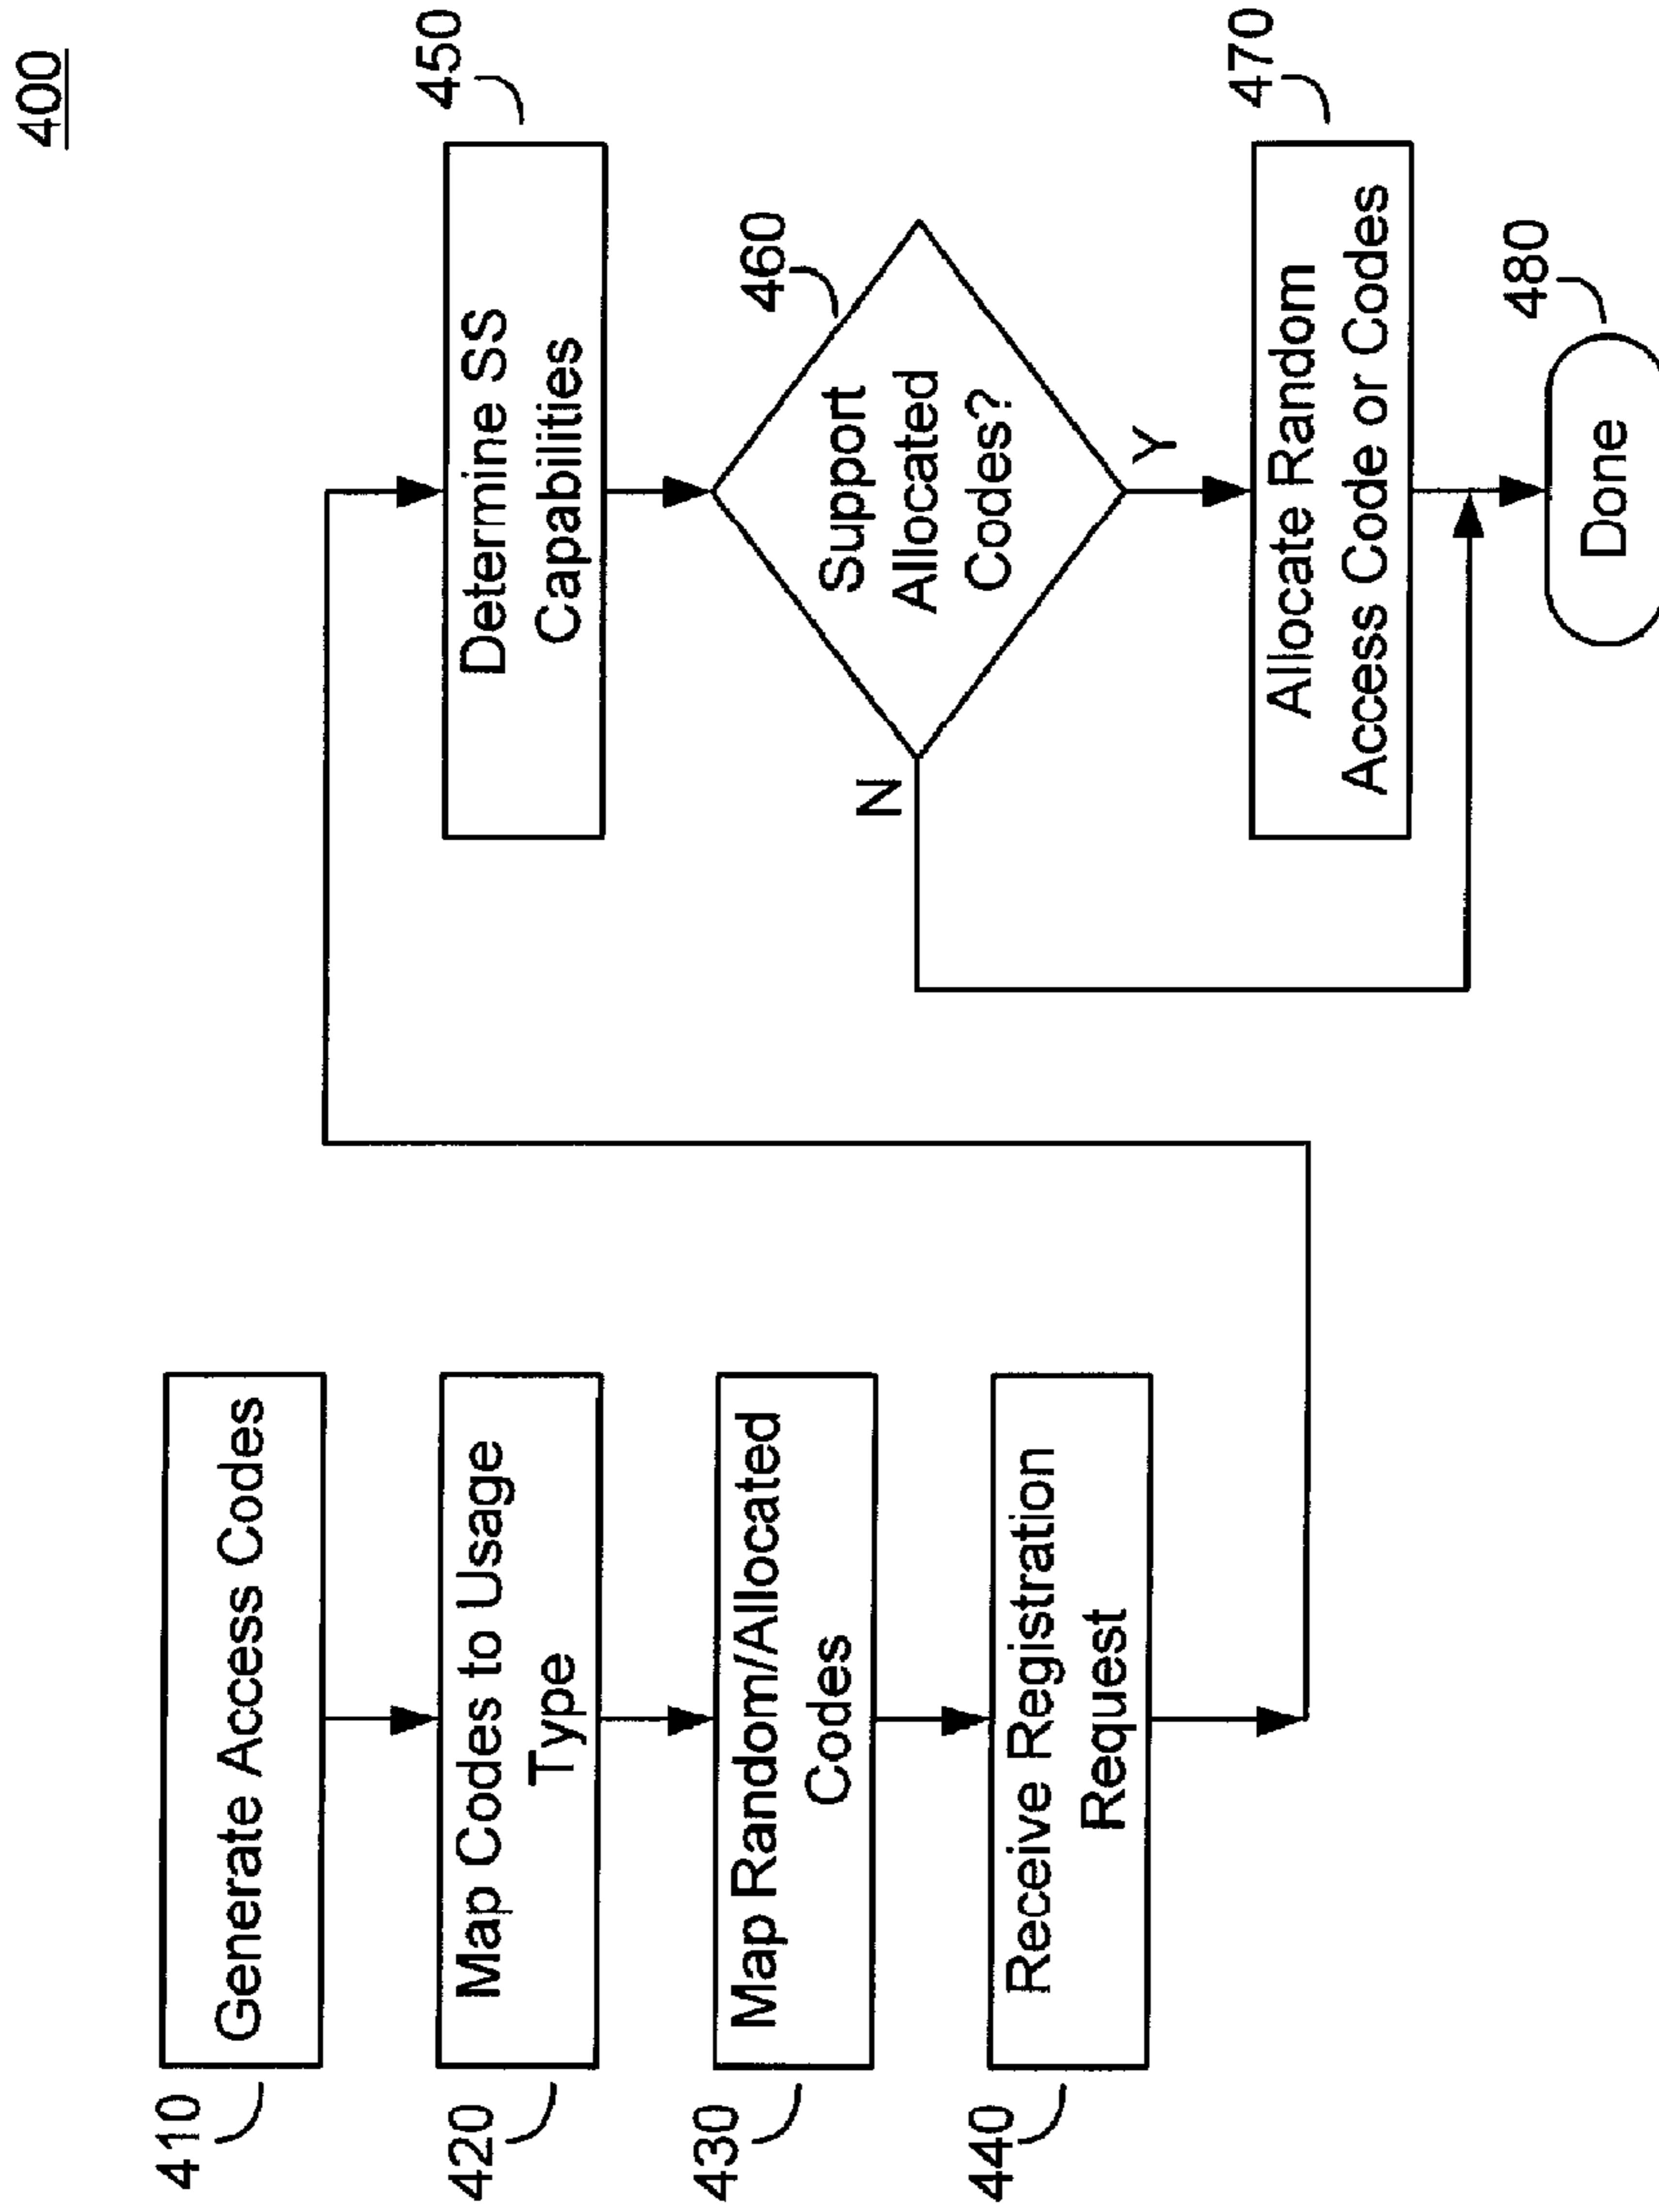 400
410
Generate Access Codes
420
Map Codes to Usage
Type
430
Map Random/Allocated
Codes
440
Receive Registration
Request
450
Determine SS
Capabilities
460
Support
Allocated
Codes?
N
Y
470
Allocate Random
Access Code or Codes
480
Done